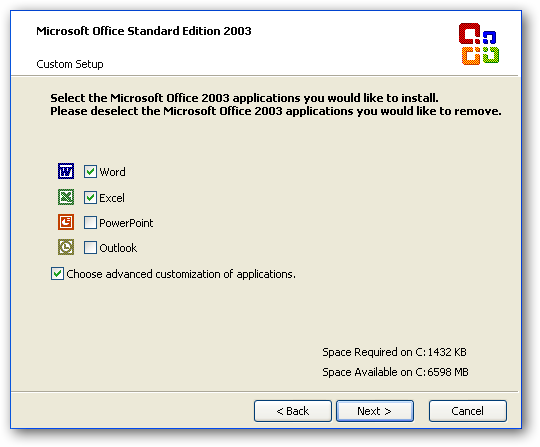 Microsoft Office Standard Edition 2003
Custom Setup
Select the Microsoft Office 2003 applications you would like to install.
Please deselect the Microsoft Office 2003 applications you would like to remove.
Word
Excel
PowerPoint
Outlook
Choose advanced customization of applications.
Space Required on C: 1432 KB
Space Available on C: 6598 MB
< Back Next > Cancel